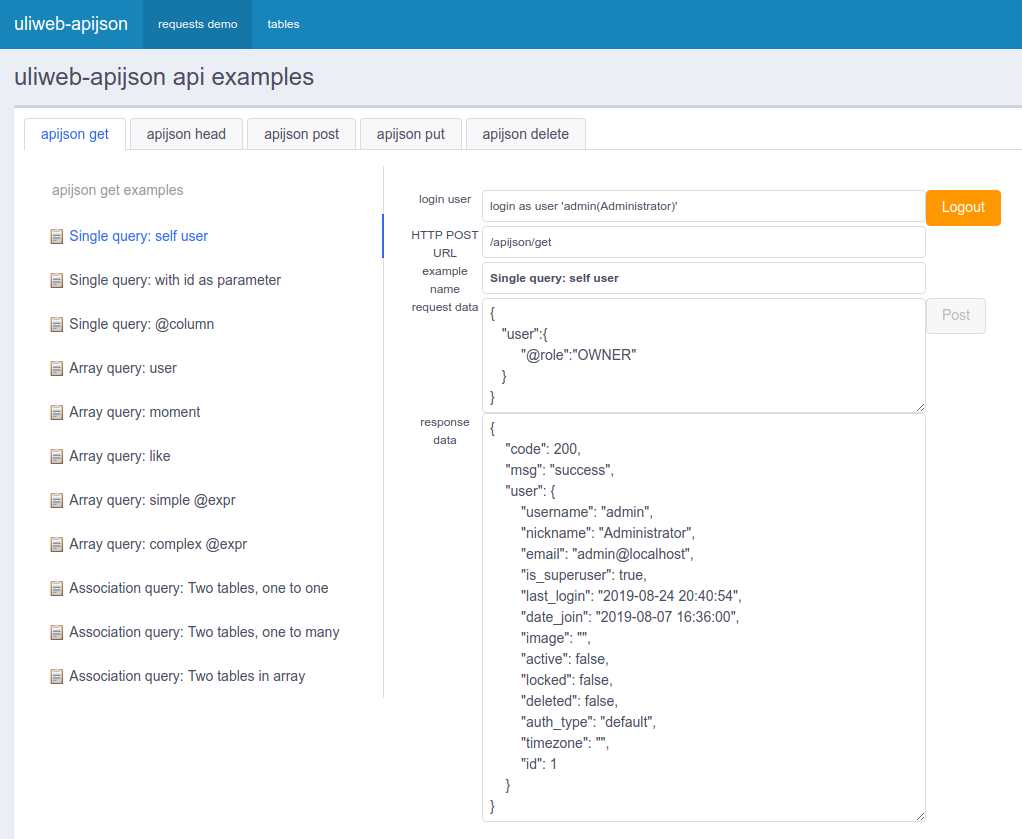 uliweb-apijson requests demo tables
uliweb-apijson api examples
apijson get apijson head apijson post apijson put apijson delete
apijson get examples
Single query: self user
Single query: with id as parameter
Single query: @column
Array query: user
Array query: moment
Array query: like
Array query: simple @expr
Array query: complex @expr
Association query: Two tables, one to one
Association query: Two tables, one to many
Association query: Two tables in array
login user login as user 'admin(Administrator)' Logout
HTTP POST
URL
/apijson/get
example
name
Single query: self user
request data
{
"user":{
"@role":"OWNER"
}
}
Post
response
data
{
"code": 200,
"msg": "success",
"user": {
"username": "admin",
"nickname": "Administrator",
"email": "admin@localhost",
"is_superuser": true,
"last_login": "2019-08-24 20:40:54",
"date_join": "2019-08-07 16:36:00",
"image": "",
"active": false,
"locked": false,
"deleted": false,
"auth_type": "default",
"timezone": "",
"id": 1
}
}